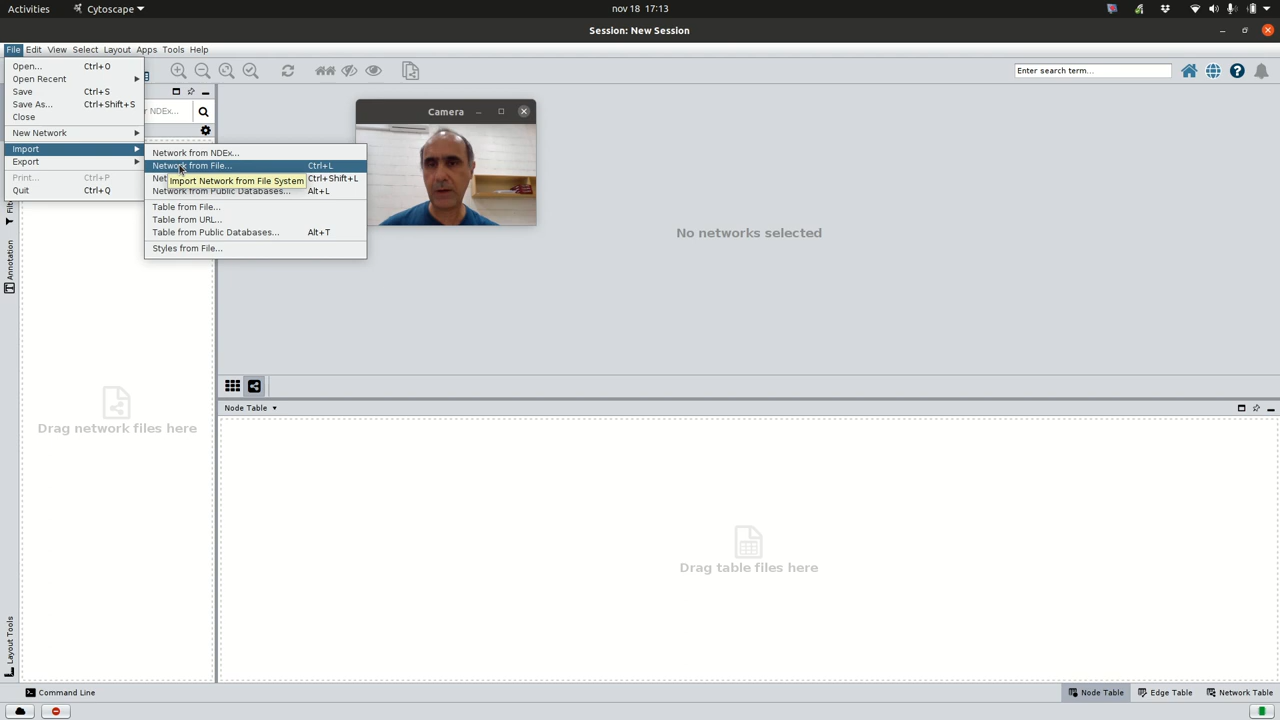 Activities
Cytoscape
nov 18 17:13
Session: New Session
File Edit View Select Layout Apps Tools Help
Open... Ctrl+O
Open Recent
Save Ctrl+S
Save As... Ctrl+Shift+S
Close
New Network
Import
Export
Print... Ctrl+P
Quit Ctrl+Q
NDEx...
Enter search term...
Camera
Network from NDEx...
Network from File... Ctrl+L
Net Ctrl+Shift+L
Import Network from File System
Network from Public Databases... Alt+L
Table from File...
Table from URL...
Table from Public Databases... Alt+T
Styles from File...
No networks selected
Annotation
Drag network files here
Node Table
Drag table files here
Layout Tools
Command Line
Node Table
Edge Table
Network Table